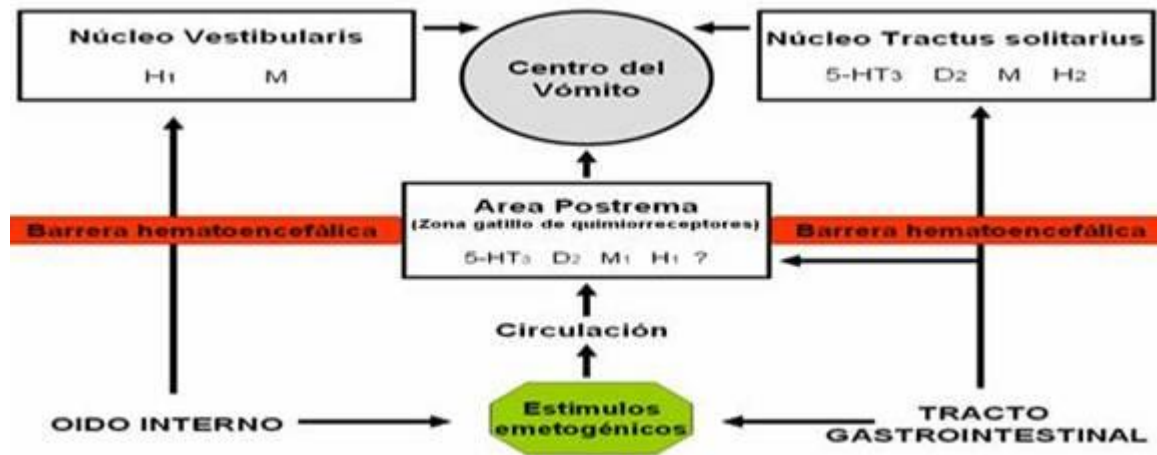 Núcleo Vestibularis
H1 M
Centro del
Vómito
Núcleo Tractus solitarius
5-HT3 D2 M H2
Area Postrema
(Zona gatillo de quimiorreceptores)
5-HT3 D2 M1 H1 ?
Barrera hematoencefálica
Barrera hematoencefálica
Circulación
OIDO INTERNO
Estímulos
emetogénicos
TRACTO
GASTROINTESTINAL